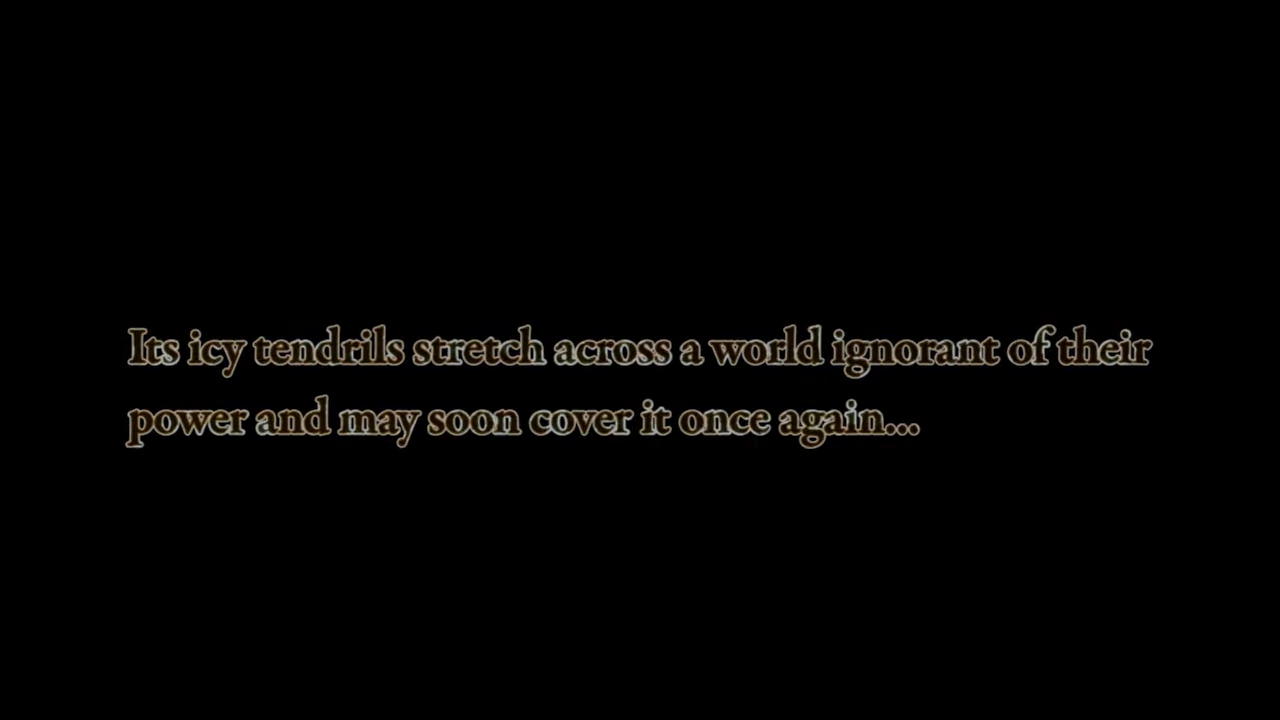 Its icy tendrils stretch across a world ignorant of their
power and may soon cover it once again...